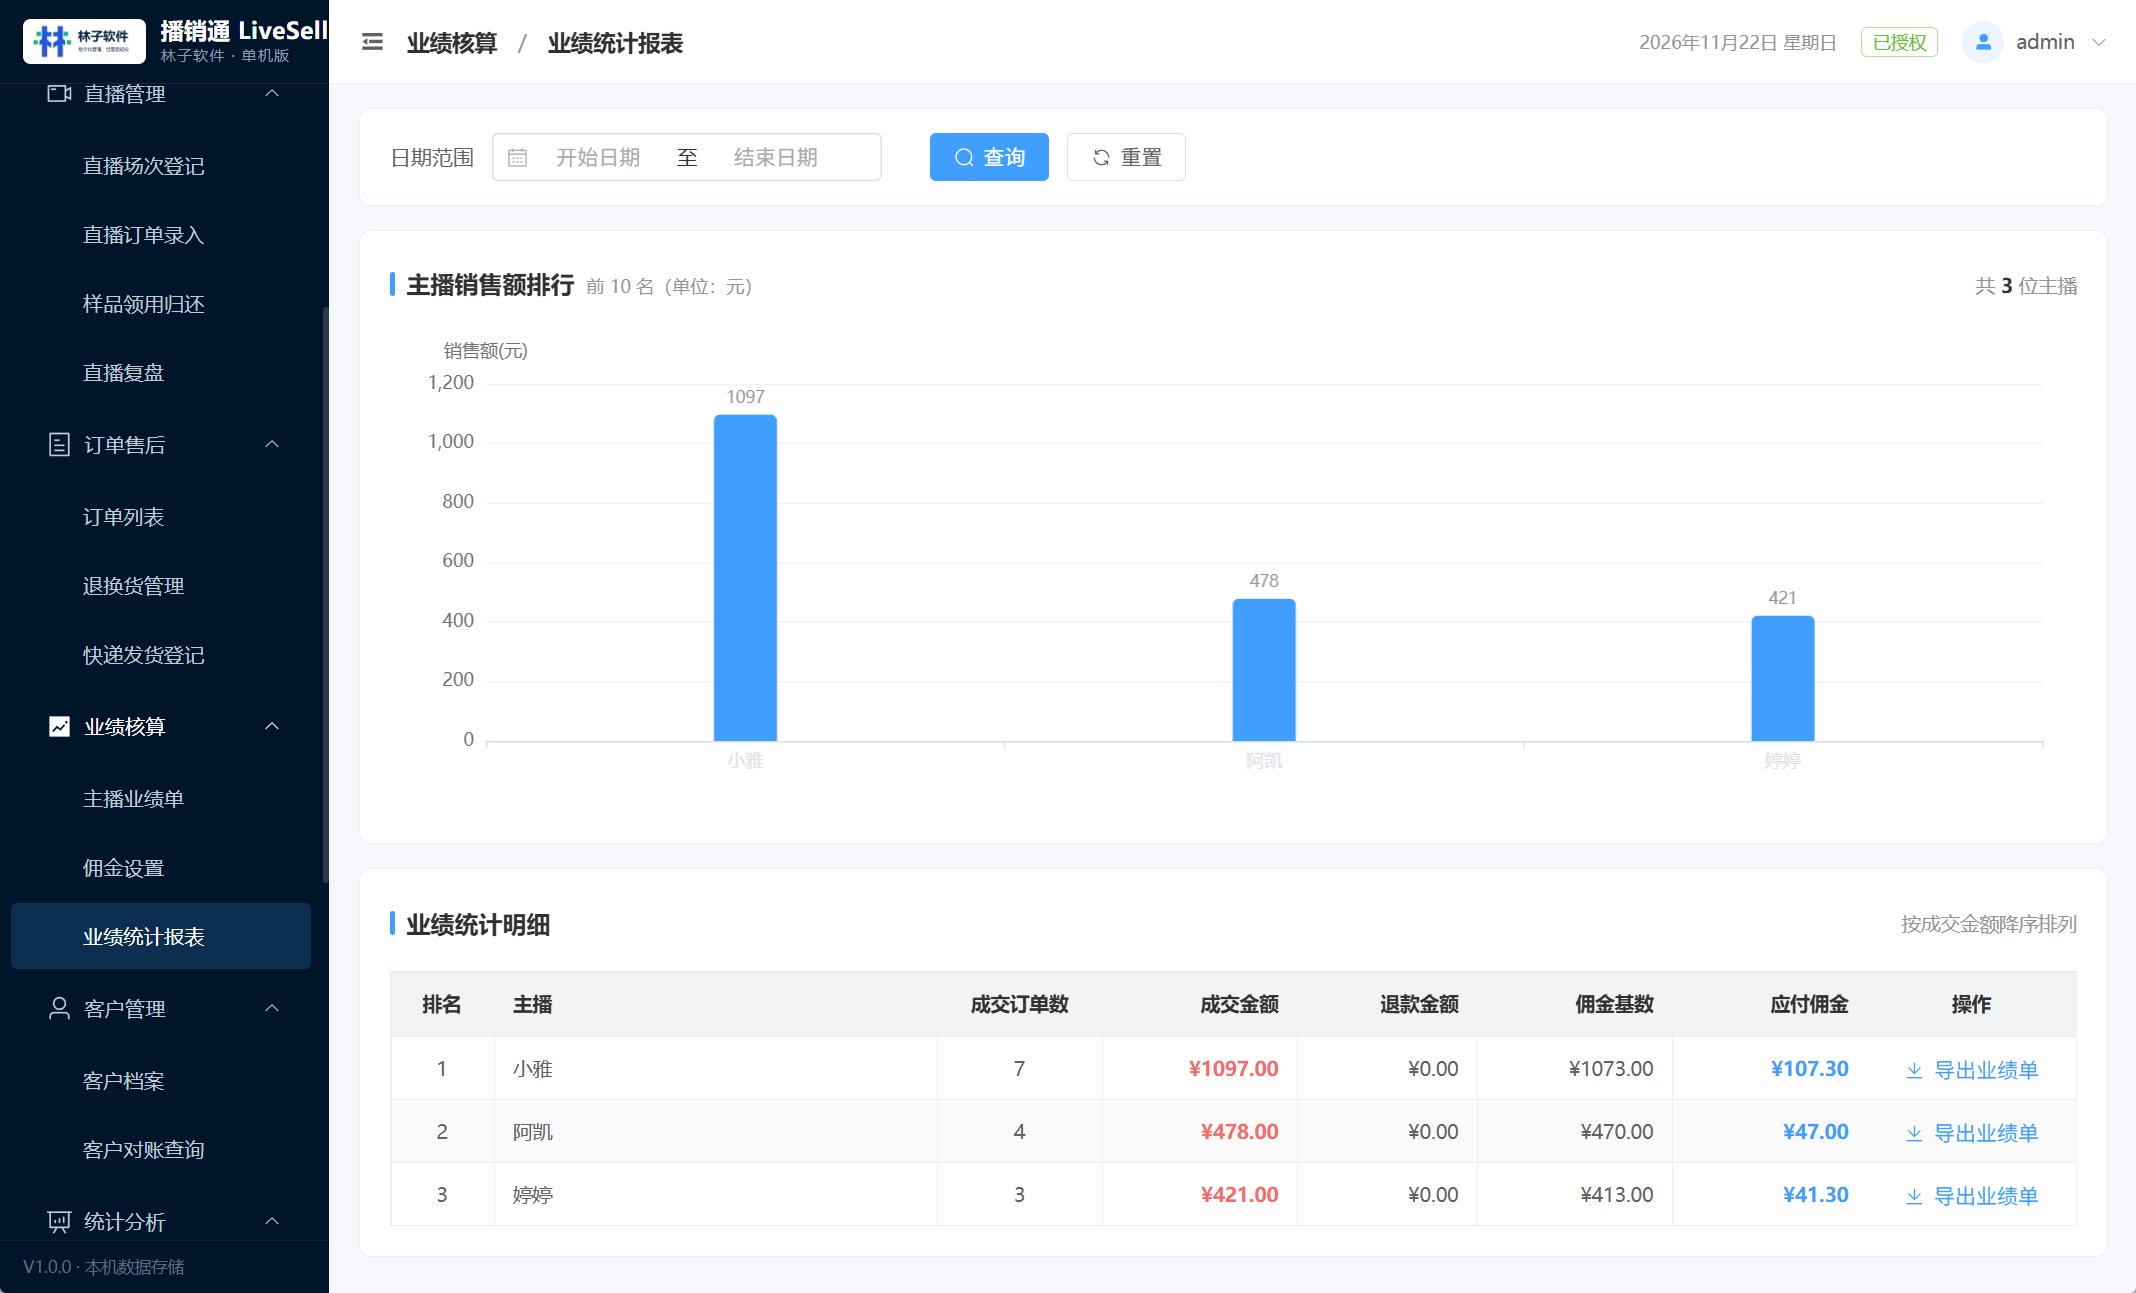 林子软件
播销通 LiveSell
林子软件 · 单机版
直播管理
直播场次登记
直播订单录入
样品领用归还
直播复盘
订单售后
订单列表
退换货管理
快递发货登记
业绩核算
主播业绩单
佣金设置
业绩统计报表
客户管理
客户档案
客户对账查询
统计分析
V1.0.0 · 本机数据存储
业绩核算 / 业绩统计报表
2026年11月22日 星期日
已授权
admin
日期范围 开始日期 至 结束日期 查询 重置
主播销售额排行 前 10 名（单位：元）
共 3 位主播
销售额(元)
1,200
1,000
800
600
400
200
0
1097
478
421
小雅
阿凯
婷婷
业绩统计明细
按成交金额降序排列
排名 主播 成交订单数 成交金额 退款金额 佣金基数 应付佣金 操作
1 小雅 7 ¥1097.00 ¥0.00 ¥1073.00 ¥107.30 导出业绩单
2 阿凯 4 ¥478.00 ¥0.00 ¥470.00 ¥47.00 导出业绩单
3 婷婷 3 ¥421.00 ¥0.00 ¥413.00 ¥41.30 导出业绩单